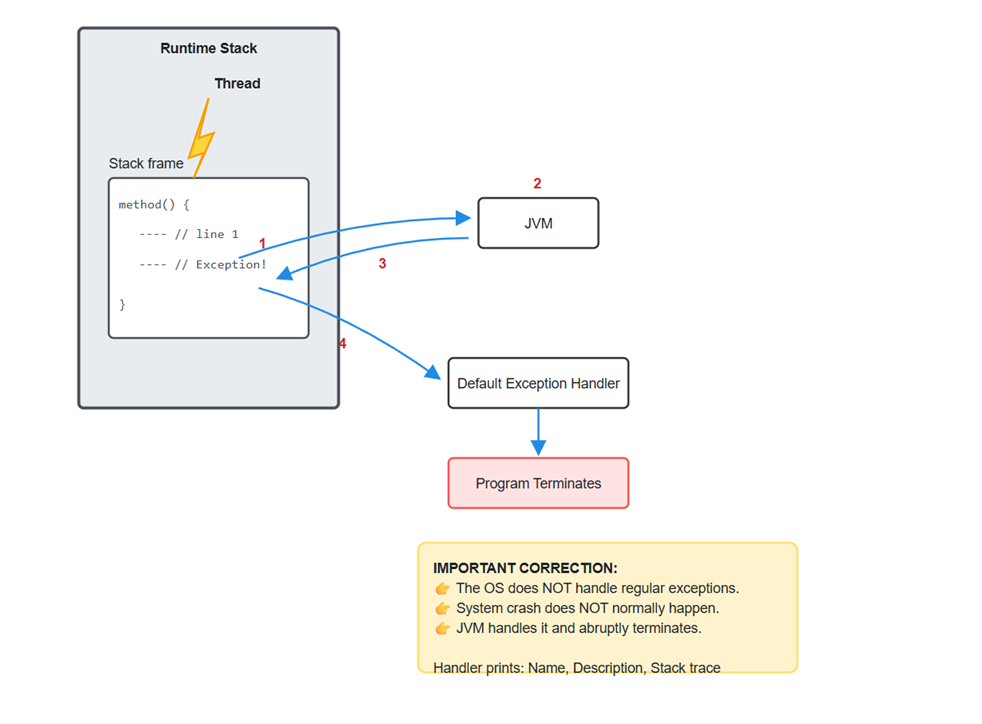 Runtime Stack
Thread
Stack frame
method() {
---- // line 1
1
---- // Exception!
}
2
JVM
3
4
Default Exception Handler
Program Terminates
IMPORTANT CORRECTION:
👉 The OS does NOT handle regular exceptions.
👉 System crash does NOT normally happen.
👉 JVM handles it and abruptly terminates.
Handler prints: Name, Description, Stack trace